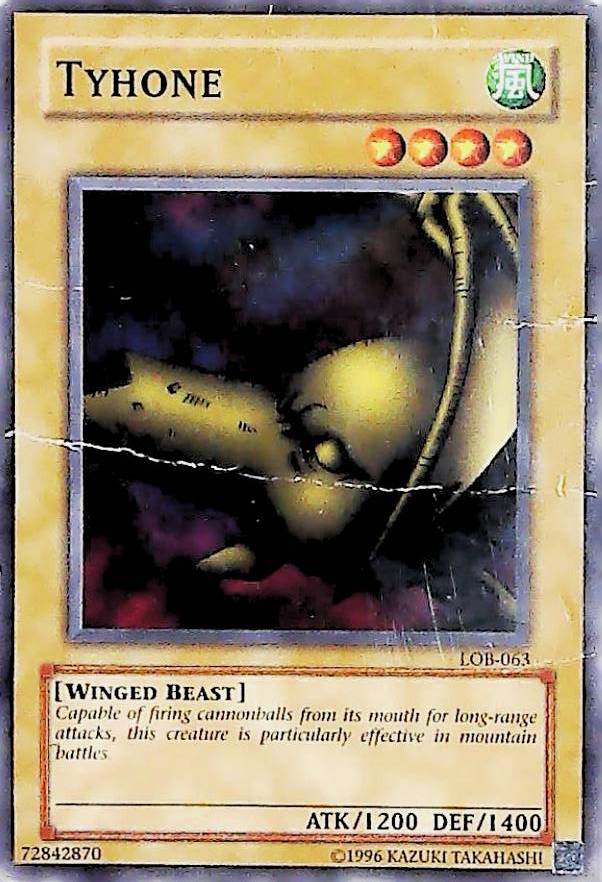 TYHONE
WIND
風
LOB-063
[WINGED BEAST]
Capable of firing cannonballs from its mouth for long-range
attacks, this creature is particularly effective in mountain
battles
ATK/1200 DEF/1400
72842870
©1996 KAZUKI TAKAHASHI